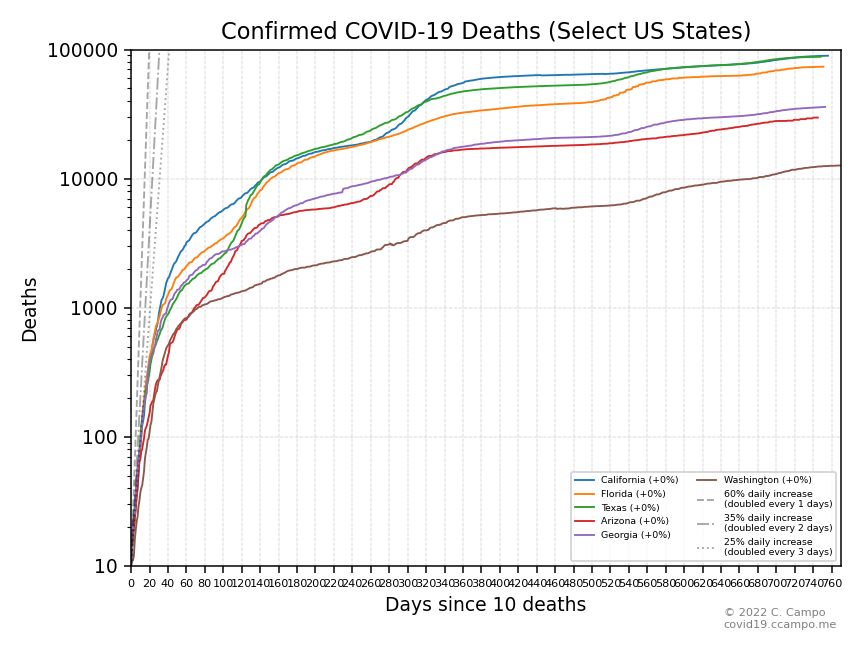 Confirmed COVID-19 Deaths (Select US States)
100000
10000
1000
100
10
Deaths
California (+0%)
Florida (+0%)
Texas (+0%)
Arizona (+0%)
Georgia (+0%)
Washington (+0%)
60% daily increase
(doubled every 1 days)
35% daily increase
(doubled every 2 days)
25% daily increase
(doubled every 3 days)
0 20 40 60 80 100 120 140 160 180 200 220 240 260 280 300 320 340 360 380 400 420 440 460 480 500 520 540 560 580 600 620 640 660 680 700 720 740 760
Days since 10 deaths
© 2022 C. Campo
covid19.ccampo.me